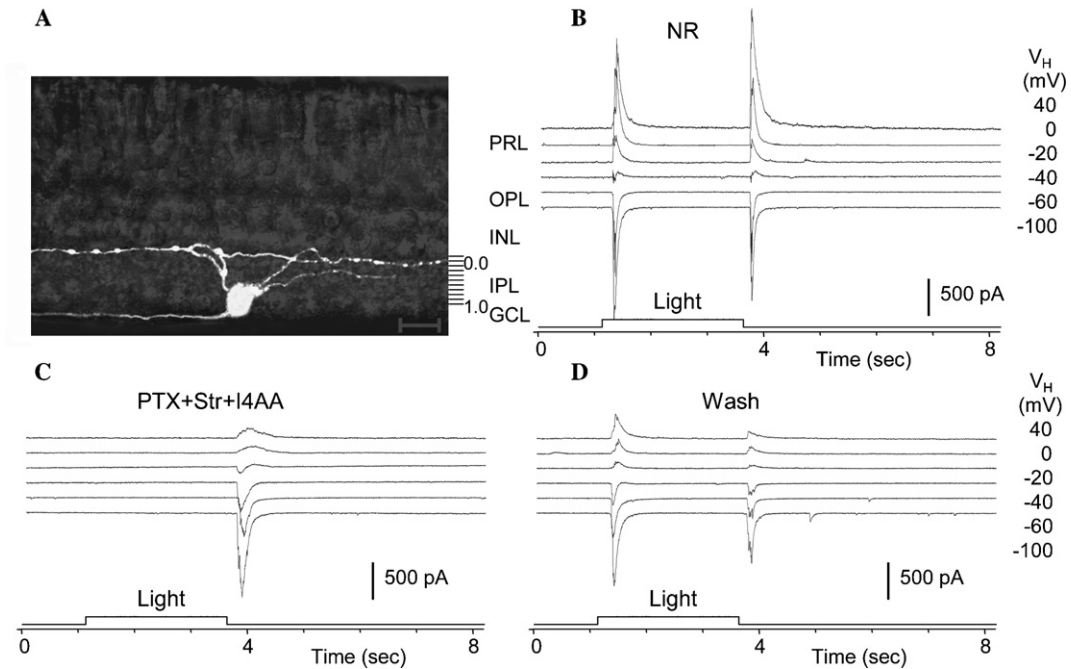 A
PRL
OPL
INL
0.0
IPL
1.0
GCL
B
NR
V_H
(mV)
40
0
-20
-40
-60
-100
500 pA
Light
0 4 8
Time (sec)
C
PTX+Str+I4AA
500 pA
Light
0 4 8
Time (sec)
D
Wash
V_H
(mV)
40
0
-20
-40
-60
-100
500 pA
Light
0 4 8
Time (sec)